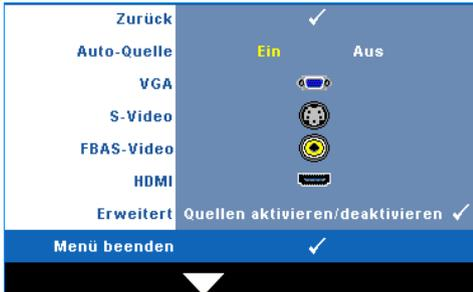 Zurück
Auto-Quelle Ein Aus
VGA
S-Video
FBAS-Video
HDMI
Erweitert Quellen aktivieren/deaktivieren
Menü beenden